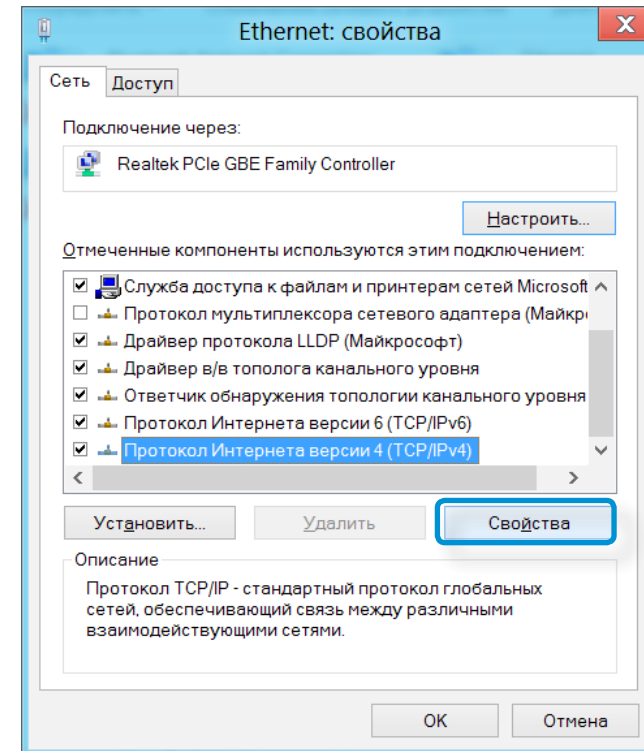 Ethernet: свойства
Сеть
Доступ
Подключение через:
Realtek PCIe GBE Family Controller
Настроить...
Отмеченные компоненты используются этим подключением:
Служба доступа к файлам и принтерам сетей Microsoft
Протокол мультиплексора сетевого адаптера (Майкро
Драйвер протокола LLDP (Майкрософт)
Драйвер в/в тополога канального уровня
Ответчик обнаружения топологии канального уровня
Протокол Интернета версии 6 (TCP/IPv6)
Протокол Интернета версии 4 (TCP/IPv4)
Установить...
Удалить
Свойства
Описание
Протокол TCP/IP - стандартный протокол глобальных
сетей, обеспечивающий связь между различными
взаимодействующими сетями.
OK
Отмена